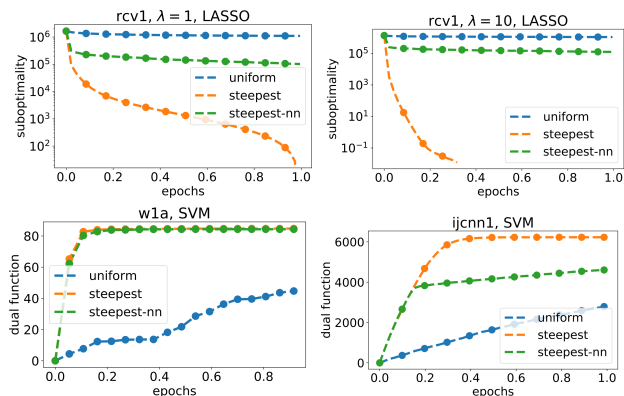 rcv1, λ = 1, LASSO
suboptimality
10⁶
10⁵
10⁴
10³
10²
uniform
steepest
steepest-nn
0.0 0.2 0.4 0.6 0.8 1.0
epochs
rcv1, λ = 10, LASSO
suboptimality
10⁵
10³
10¹
10⁻¹
uniform
steepest
steepest-nn
0.0 0.2 0.4 0.6 0.8 1.0
epochs
w1a, SVM
dual function
80
60
40
20
0
uniform
steepest
steepest-nn
0.0 0.2 0.4 0.6 0.8
epochs
ijcnn1, SVM
dual function
6000
4000
2000
0
uniform
steepest
steepest-nn
0.0 0.2 0.4 0.6 0.8 1.0
epochs